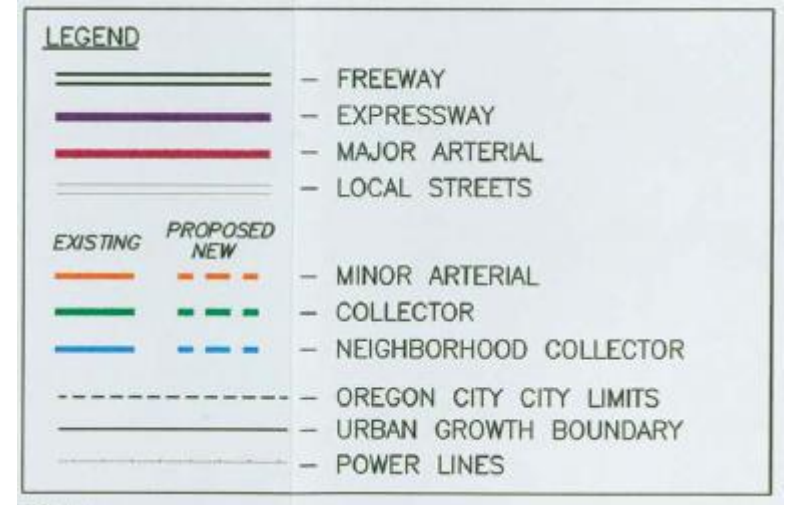 LEGEND
— FREEWAY
— EXPRESSWAY
— MAJOR ARTERIAL
— LOCAL STREETS
EXISTING PROPOSED NEW
— MINOR ARTERIAL
— COLLECTOR
— NEIGHBORHOOD COLLECTOR
— OREGON CITY CITY LIMITS
— URBAN GROWTH BOUNDARY
— POWER LINES